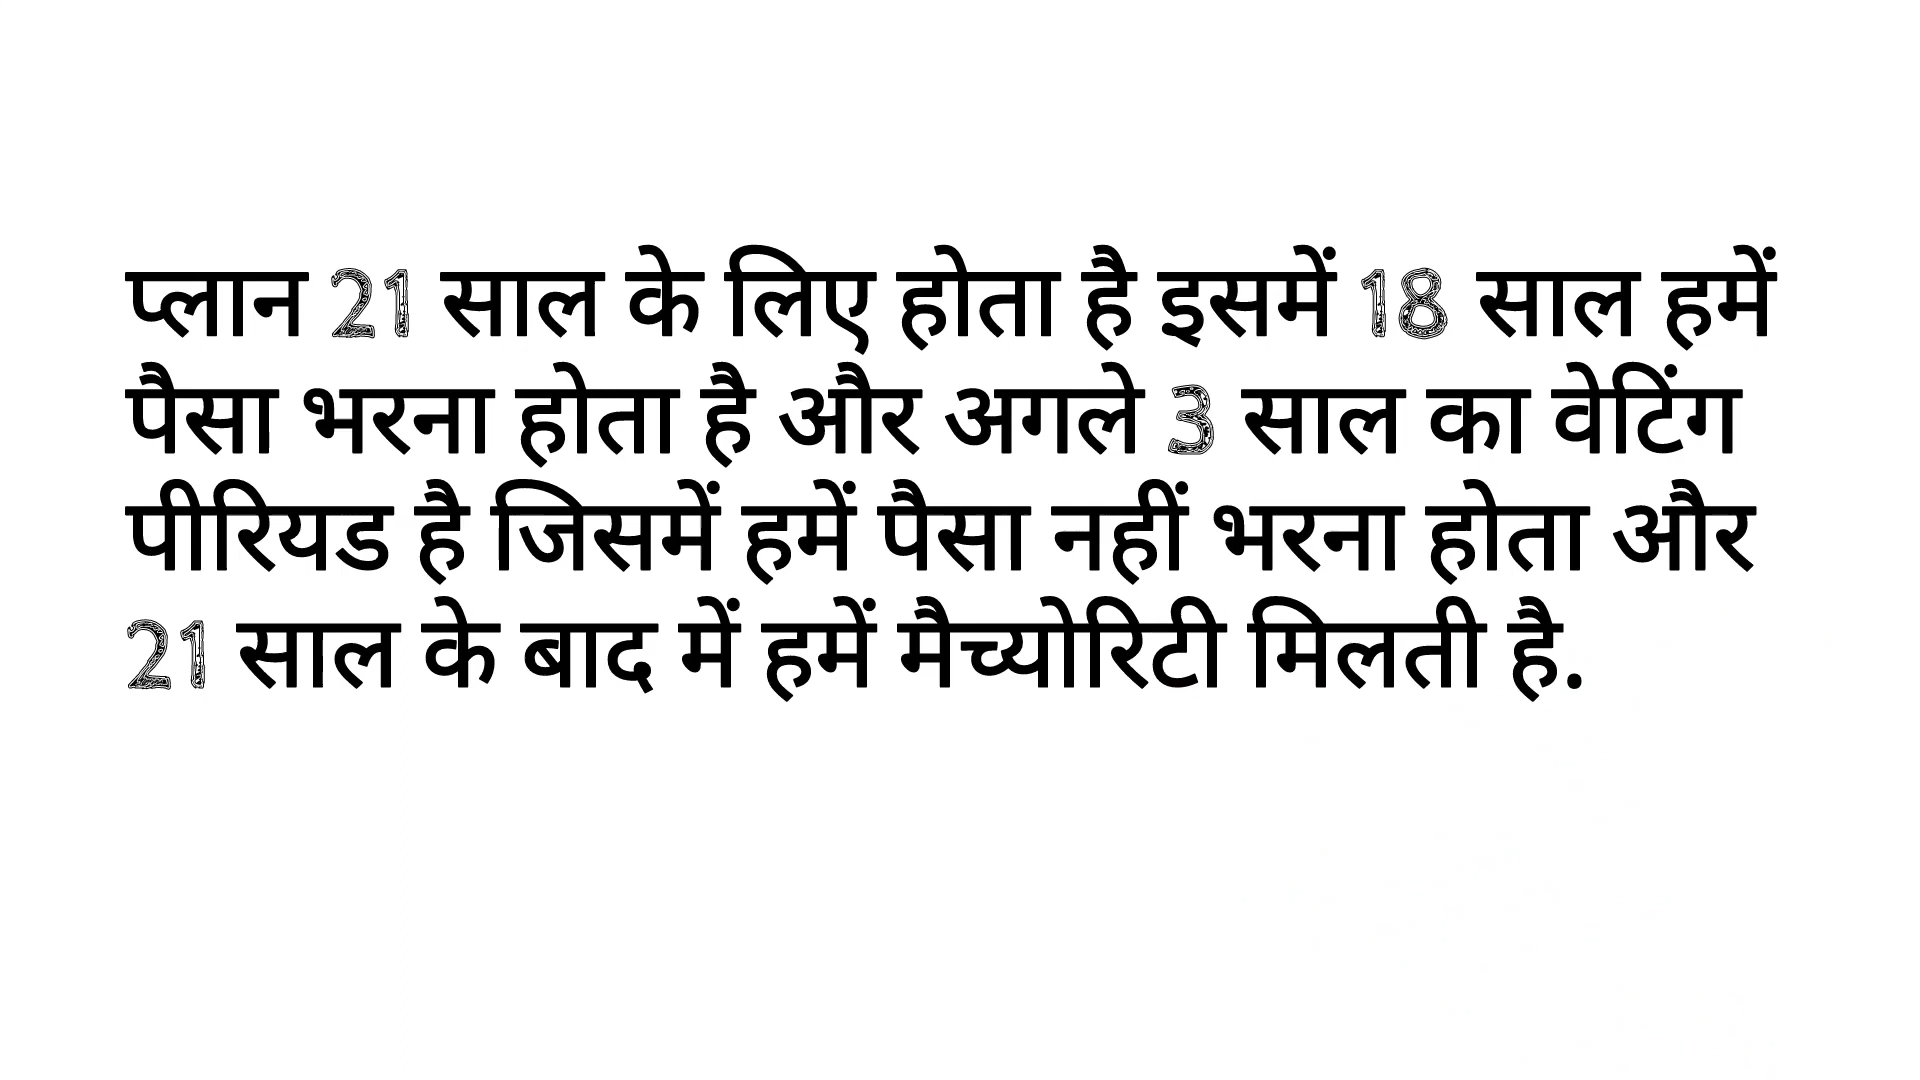 प्लान 21 साल के लिए होता है इसमें 18 साल हमें
पैसा भरना होता है और अगले 3 साल का वेटिंग
पीरियड है जिसमें हमें पैसा नहीं भरना होता और
21 साल के बाद में हमें मैच्योरिटी मिलती है.